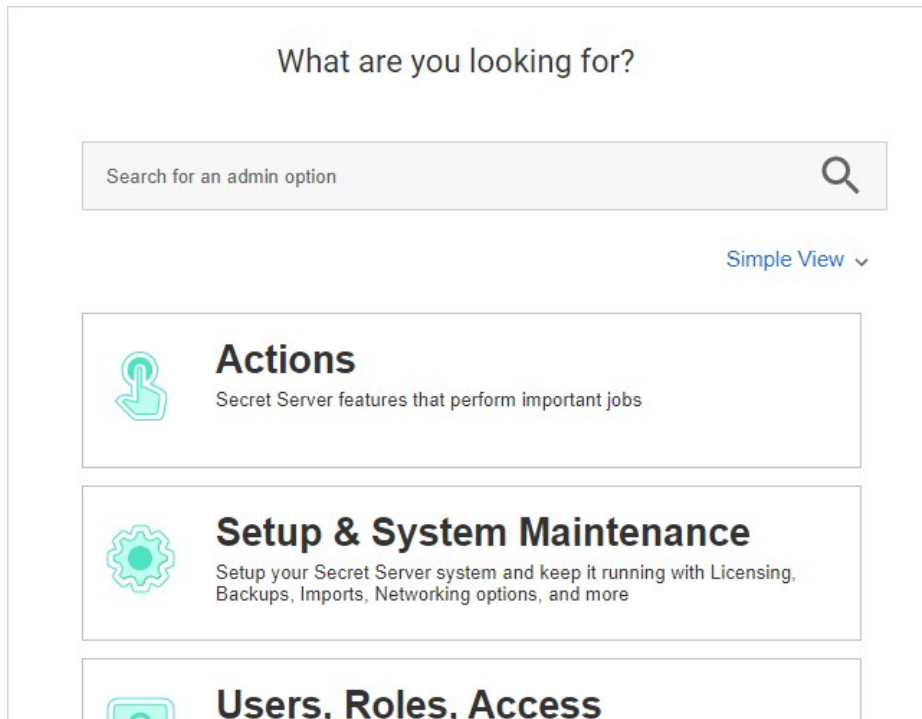 What are you looking for?
Search for an admin option
Simple View
Actions
Secret Server features that perform important jobs
Setup & System Maintenance
Setup your Secret Server system and keep it running with Licensing,
Backups, Imports, Networking options, and more
Users, Roles, Access